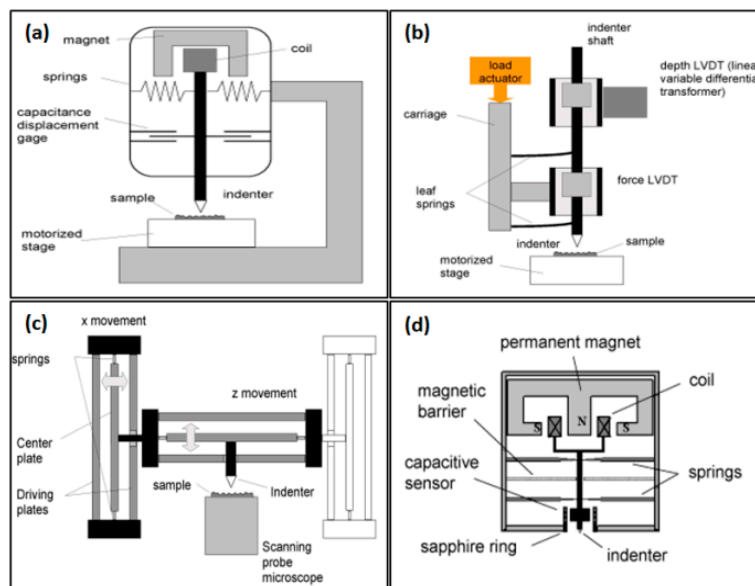 (a)
magnet
coil
springs
capacitance
displacement
gage
sample
indenter
motorized
stage
(b)
indenter
shaft
load
actuator
depth LVDT (linea
variable differenti
transformer)
carriage
leaf
springs
force LVDT
indenter
sample
motorized
stage
(c)
x movement
springs
z movement
Center
plate
Driving
plates
sample
Indenter
Scanning
probe
microscope
(d)
permanent magnet
coil
magnetic
barrier
S
N
S
capacitive
sensor
springs
sapphire ring
indenter